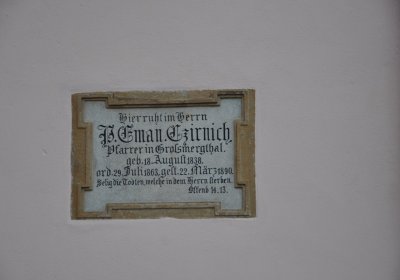 Hier ruht im Herrn
P. Eman. Czirnich
Pfarrer in Grossmergthal.
geb. 18. August 1838,
ord. 29. Juli 1863, gest. 22. März 1890.
Selig die Todten, welche in dem Herrn sterben.
Offenb 14. 13.